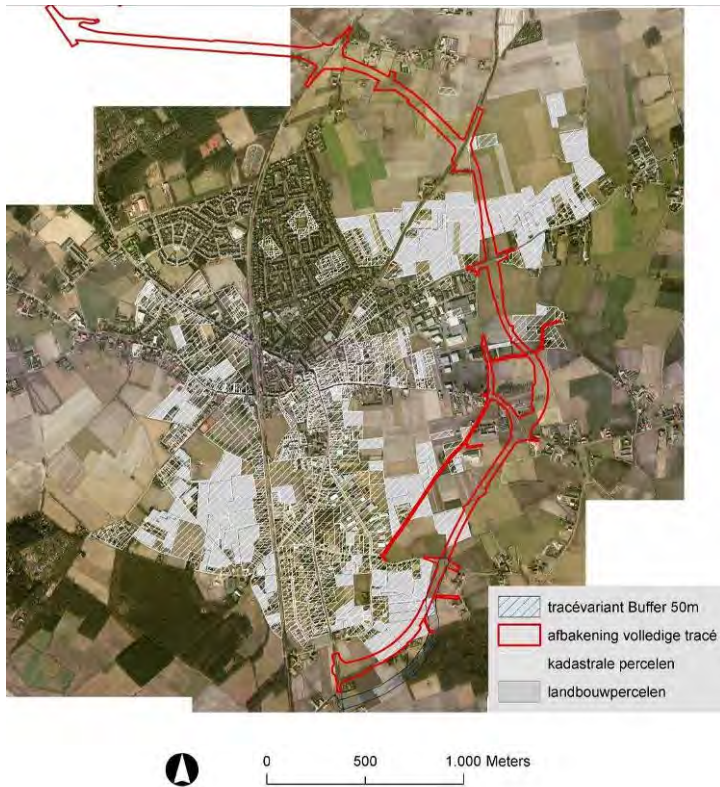 tracévariant Buffer 50m
afbakening volledige tracé
kadastrale percelen
landbouwpercelen
0 500 1.000 Meters